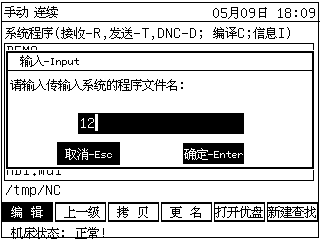 手动 连续 05月09日 18:09
系统程序(接收-R,发送-T,DNC-D; 编译C;信息I)
输入-Input
请输入传输入系统的程序文件名:
12
取消-Esc 确定-Enter
/tmp/NC
编 辑 上一级 拷 贝 更 名 打开优盘 新建查找
机床状态: 正常!